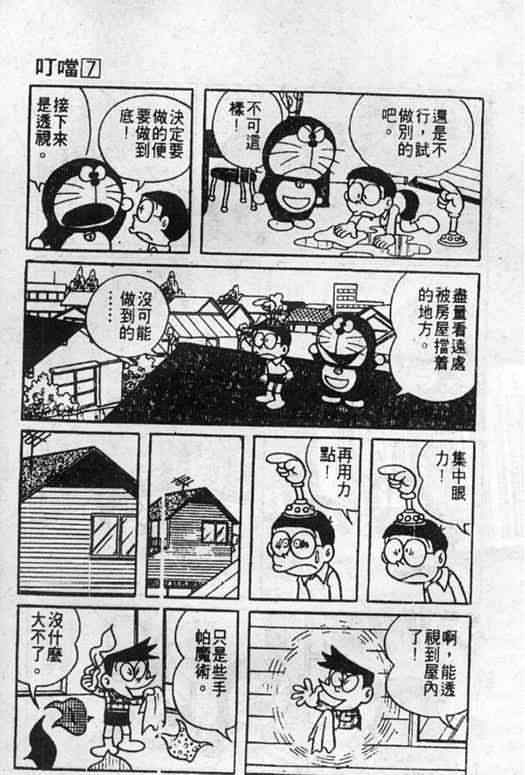 叮噹7
還是不
行，試
做別的
吧。
不可這
樣！
決定要
做的便
要做到
底！
接下來
是透視。
盡量看遠處
被房屋擋着
的地方。
沒可能
做到的
……
集中眼
力！
再用力
點！
啊，能透
視到屋內
了！
只是些手
帕魔術。
沒什麼
大不了。